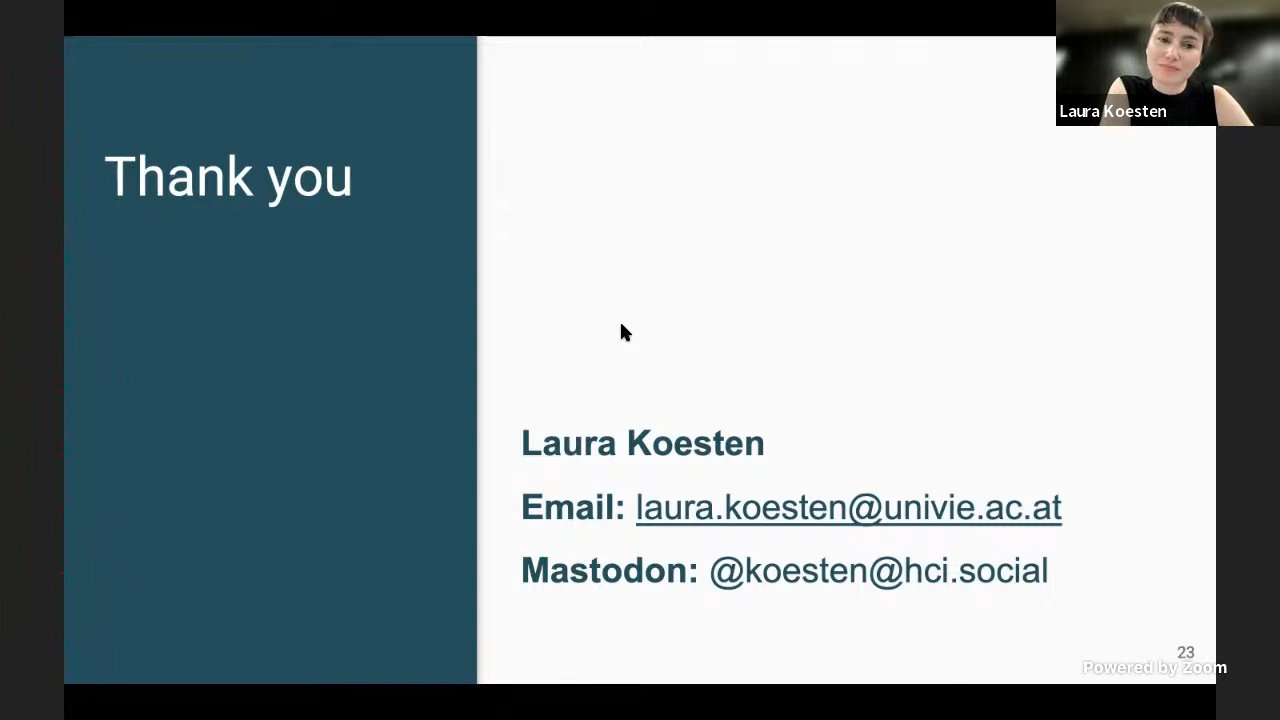 Laura Koesten
Thank you
Laura Koesten
Email: laura.koesten@univie.ac.at
Mastodon: @koesten@hci.social
23
Powered by Zoom